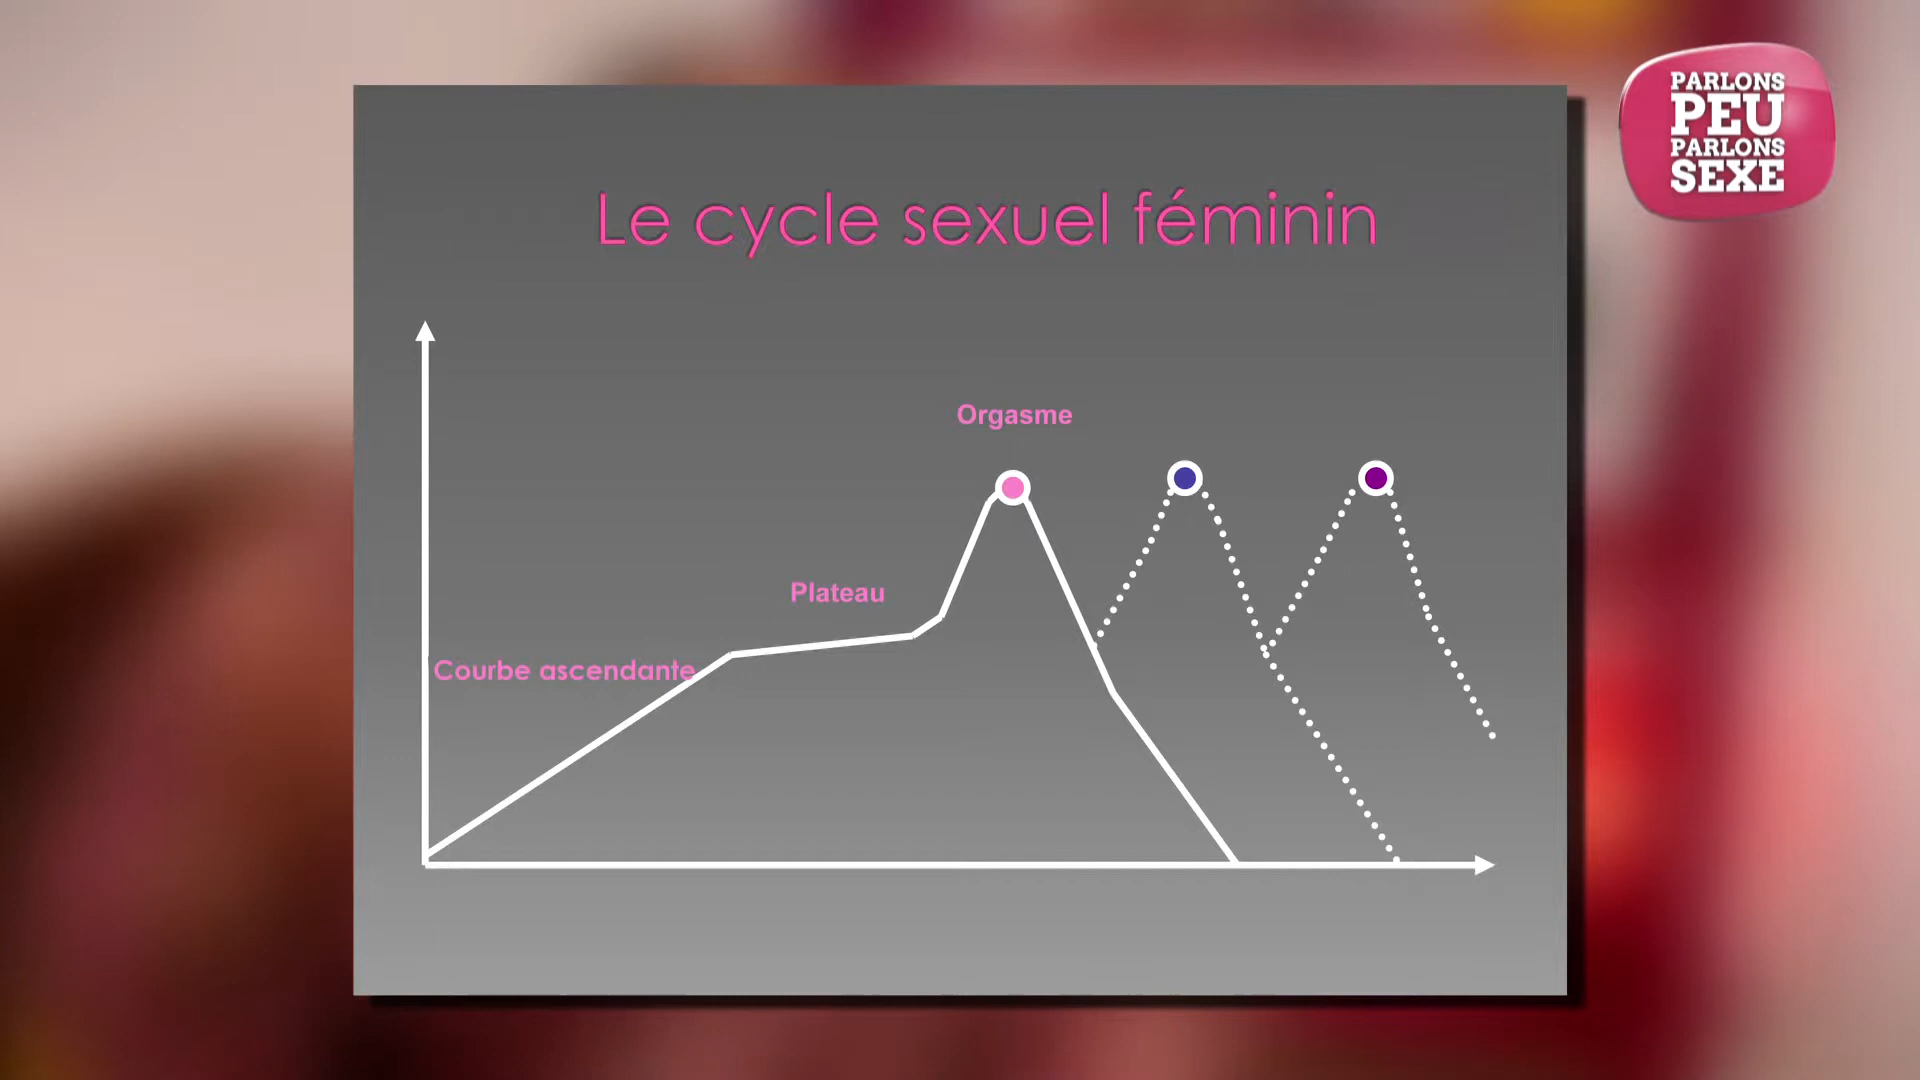 PARLONS
PEU
PARLONS
SEXE
Le cycle sexuel féminin
Orgasme
Plateau
Courbe ascendante